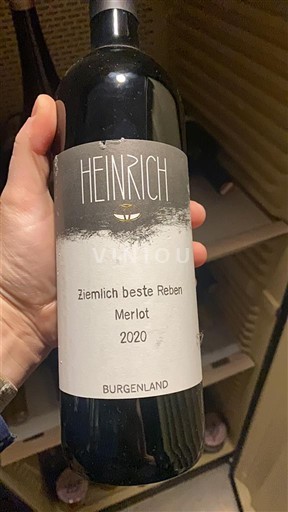 HEINRICH
VINIOU
Ziemlich beste Reben
Merlot
2020
BURGENLAND